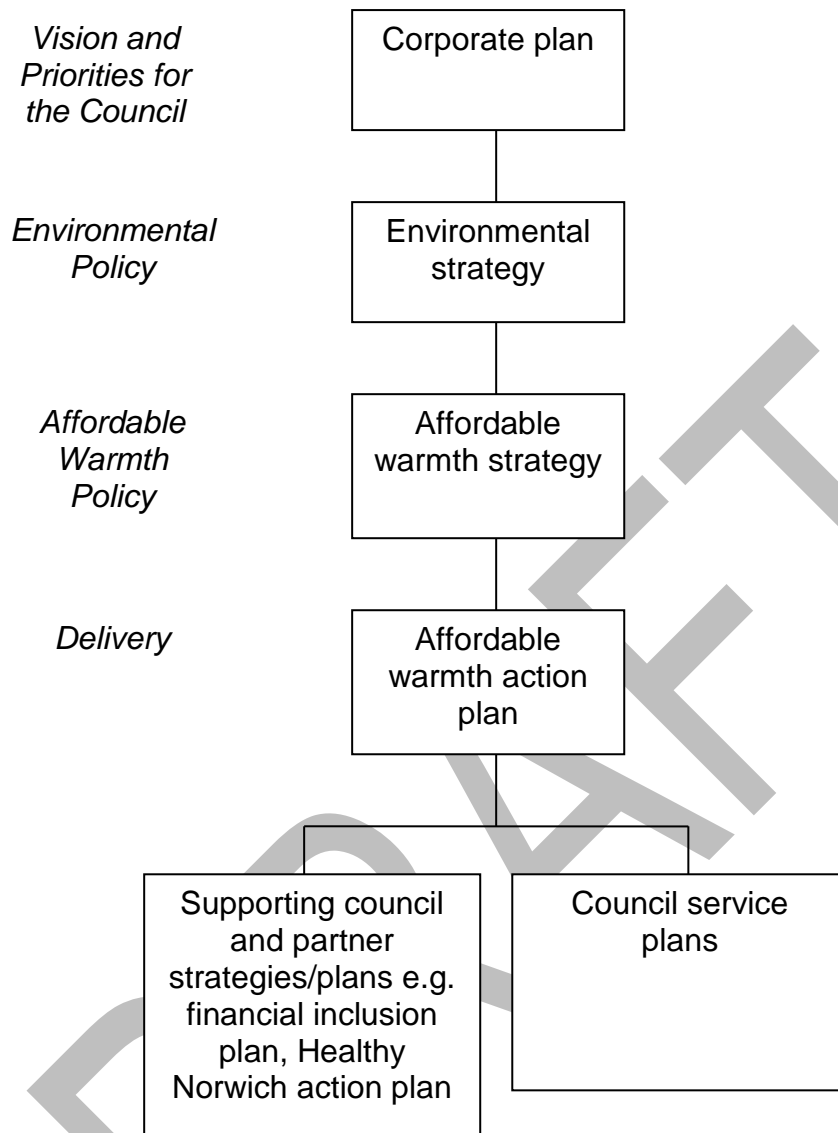 Vision and
Priorities for
the Council
Corporate plan
Environmental
Policy
Environmental
strategy
Affordable
Warmth
Policy
Affordable
warmth strategy
Delivery
Affordable
warmth action
plan
Supporting council
and partner
strategies/plans e.g.
financial inclusion
plan, Healthy
Norwich action plan
Council service
plans
DRAFT